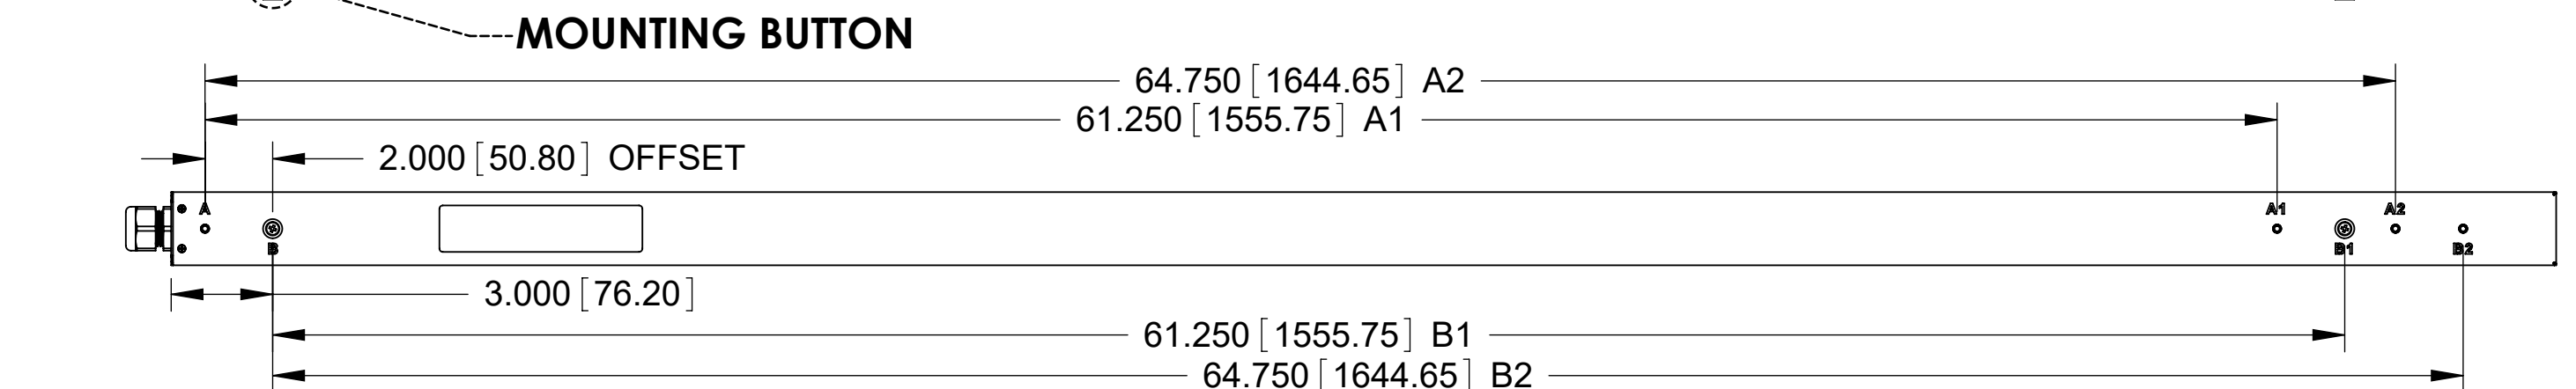 MOUNTING BUTTON
64.750 [1644.65] A2
61.250 [1555.75] A1
2.000 [50.80] OFFSET
A
A1
A2
B
B1
B2
3.000 [76.20]
61.250 [1555.75] B1
64.750 [1644.65] B2